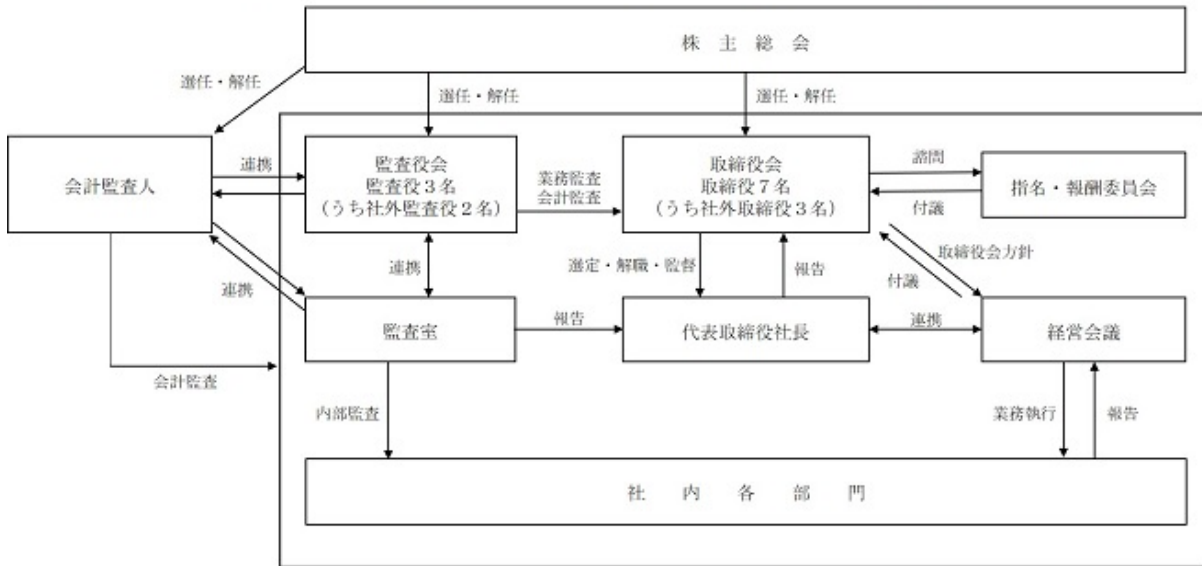 株主総会
選任・解任
選任・解任
選任・解任
会計監査人
連携
監査役会
監査役3名
(うち社外監査役2名)
業務監査
会計監査
取締役会
取締役7名
(うち社外取締役3名)
諮問
付議
指名・報酬委員会
連携
連携
選定・解職・監督
報告
取締役会方針
付議
監査室
報告
代表取締役社長
連携
経営会議
会計監査
内部監査
業務執行
報告
社内各部門